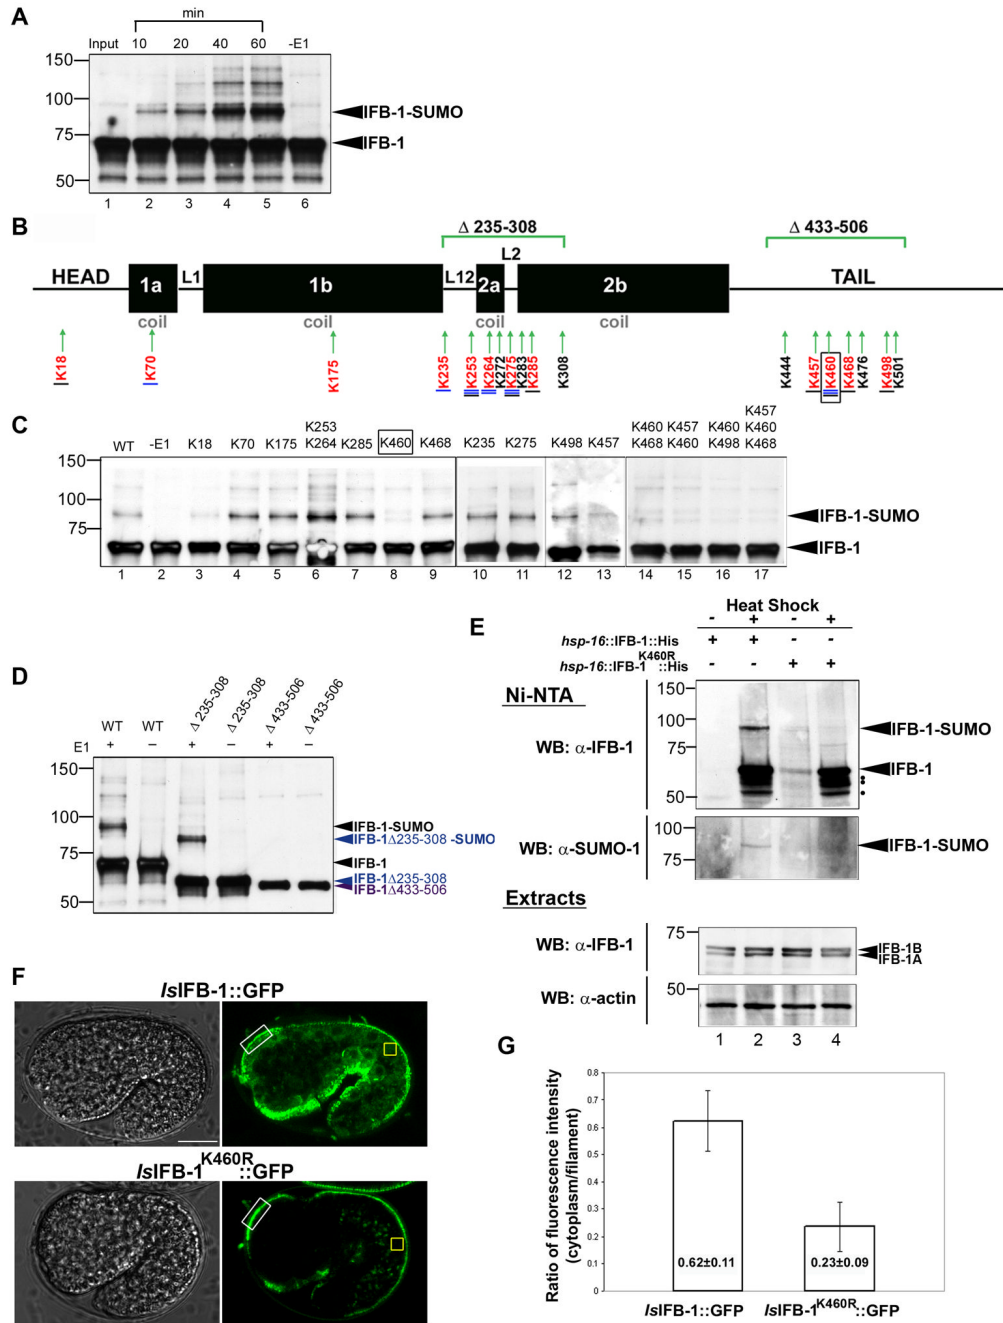 A
min
Input 10 20 40 60 -E1
150
100
75
50
IFB-1-SUMO
IFB-1
1 2 3 4 5 6
B
Δ 235-308
Δ 433-506
L2
HEAD 1a L1 1b L12 2a 2b TAIL
coil coil coil
K18 K70 K175 K235 K253 K264 K272 K275 K283 K285 K308 K444 K457 K460 K468 K476 K498 K501
C
WT -E1 K18 K70 K175 K253 K264 K285 K460 K468 K235 K275 K498 K457 K460 K468 K457 K460 K460 K498 K457 K460 K468
150
100
75
IFB-1-SUMO
IFB-1
1 2 3 4 5 6 7 8 9 10 11 12 13 14 15 16 17
D
WT WT Δ 235-308 Δ 235-308 Δ 433-506 Δ 433-506
E1 + – + – + –
150
100
75
50
IFB-1-SUMO
IFB-1Δ235-308 -SUMO
IFB-1
IFB-1Δ235-308
IFB-1Δ433-506
E
Heat Shock
- + - +
hsp-16::IFB-1::His + + - -
hsp-16::IFB-1K460R::His - - + +
Ni-NTA
WB: α-IFB-1
150
100
75
50
IFB-1-SUMO
IFB-1
WB: α-SUMO-1
100
75
IFB-1-SUMO
Extracts
WB: α-IFB-1
75
IFB-1B
IFB-1A
WB: α-actin
50
1 2 3 4
F
IsIFB-1::GFP
IsIFB-1K460R::GFP
G
Ratio of fluorescence intensity
(cytoplasm/filament)
0.8
0.7
0.6
0.5
0.4
0.3
0.2
0.1
0
0.62±0.11 0.23±0.09
IsIFB-1::GFP IsIFB-1K460R::GFP